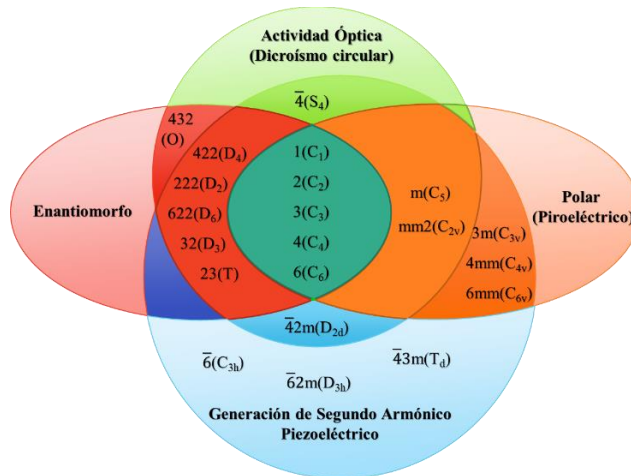 Actividad Óptica
(Dicroísmo circular)
4̅(S₄)
432
(O)
422(D₄)
222(D₂)
622(D₆)
32(D₃)
23(T)
Enantiomorfo
1(C₁)
2(C₂)
3(C₃)
4(C₄)
6(C₆)
m(C₅)
mm2(C₂ᵥ)
Polar
(Piroeléctrico)
3m(C₃ᵥ)
4mm(C₄ᵥ)
6mm(C₆ᵥ)
4̅2m(D₂d)
6̅(C₃ₕ)
4̅3m(T_d)
6̅2m(D₃ₕ)
Generación de Segundo Armónico
Piezoeléctrico